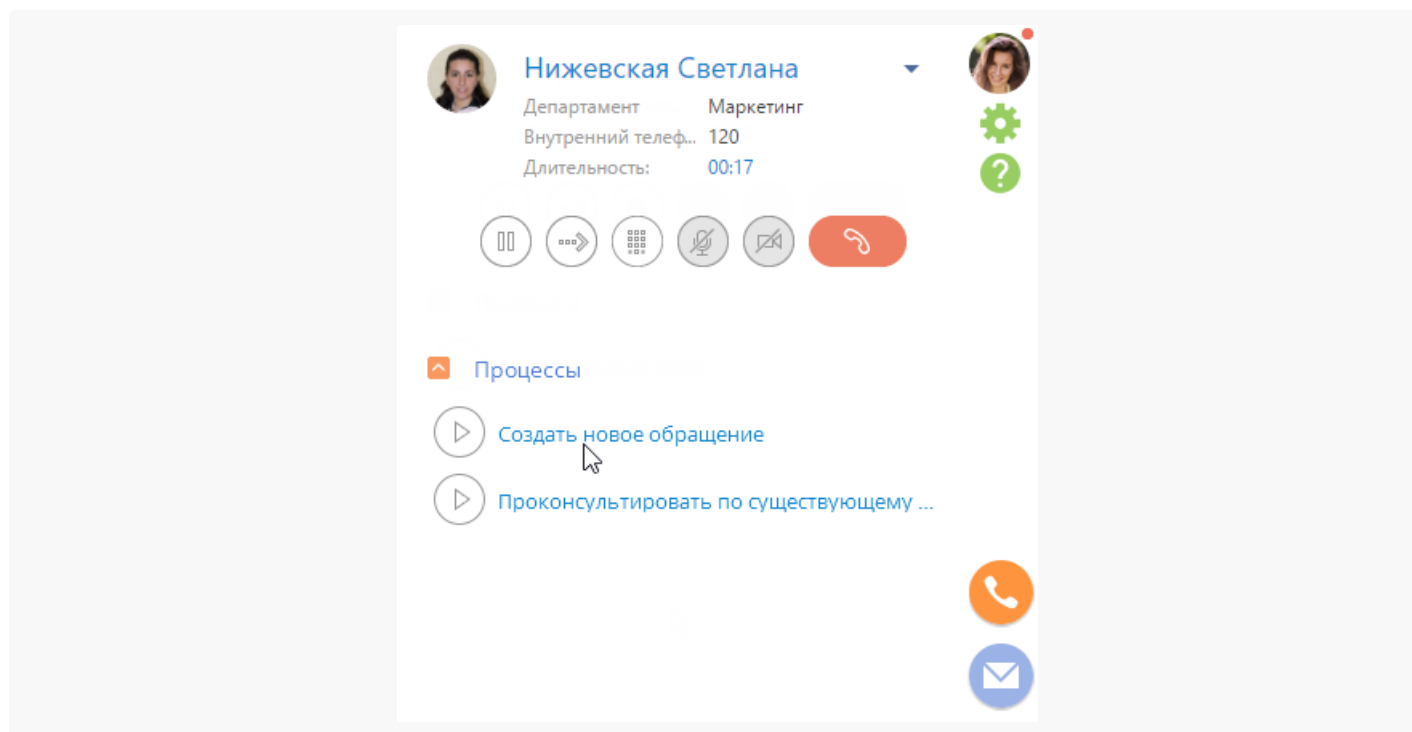 Нижевская Светлана
Департамент Маркетинг
Внутренний телеф... 120
Длительность: 00:17
Процессы
Создать новое обращение
Проконсультировать по существующему ...